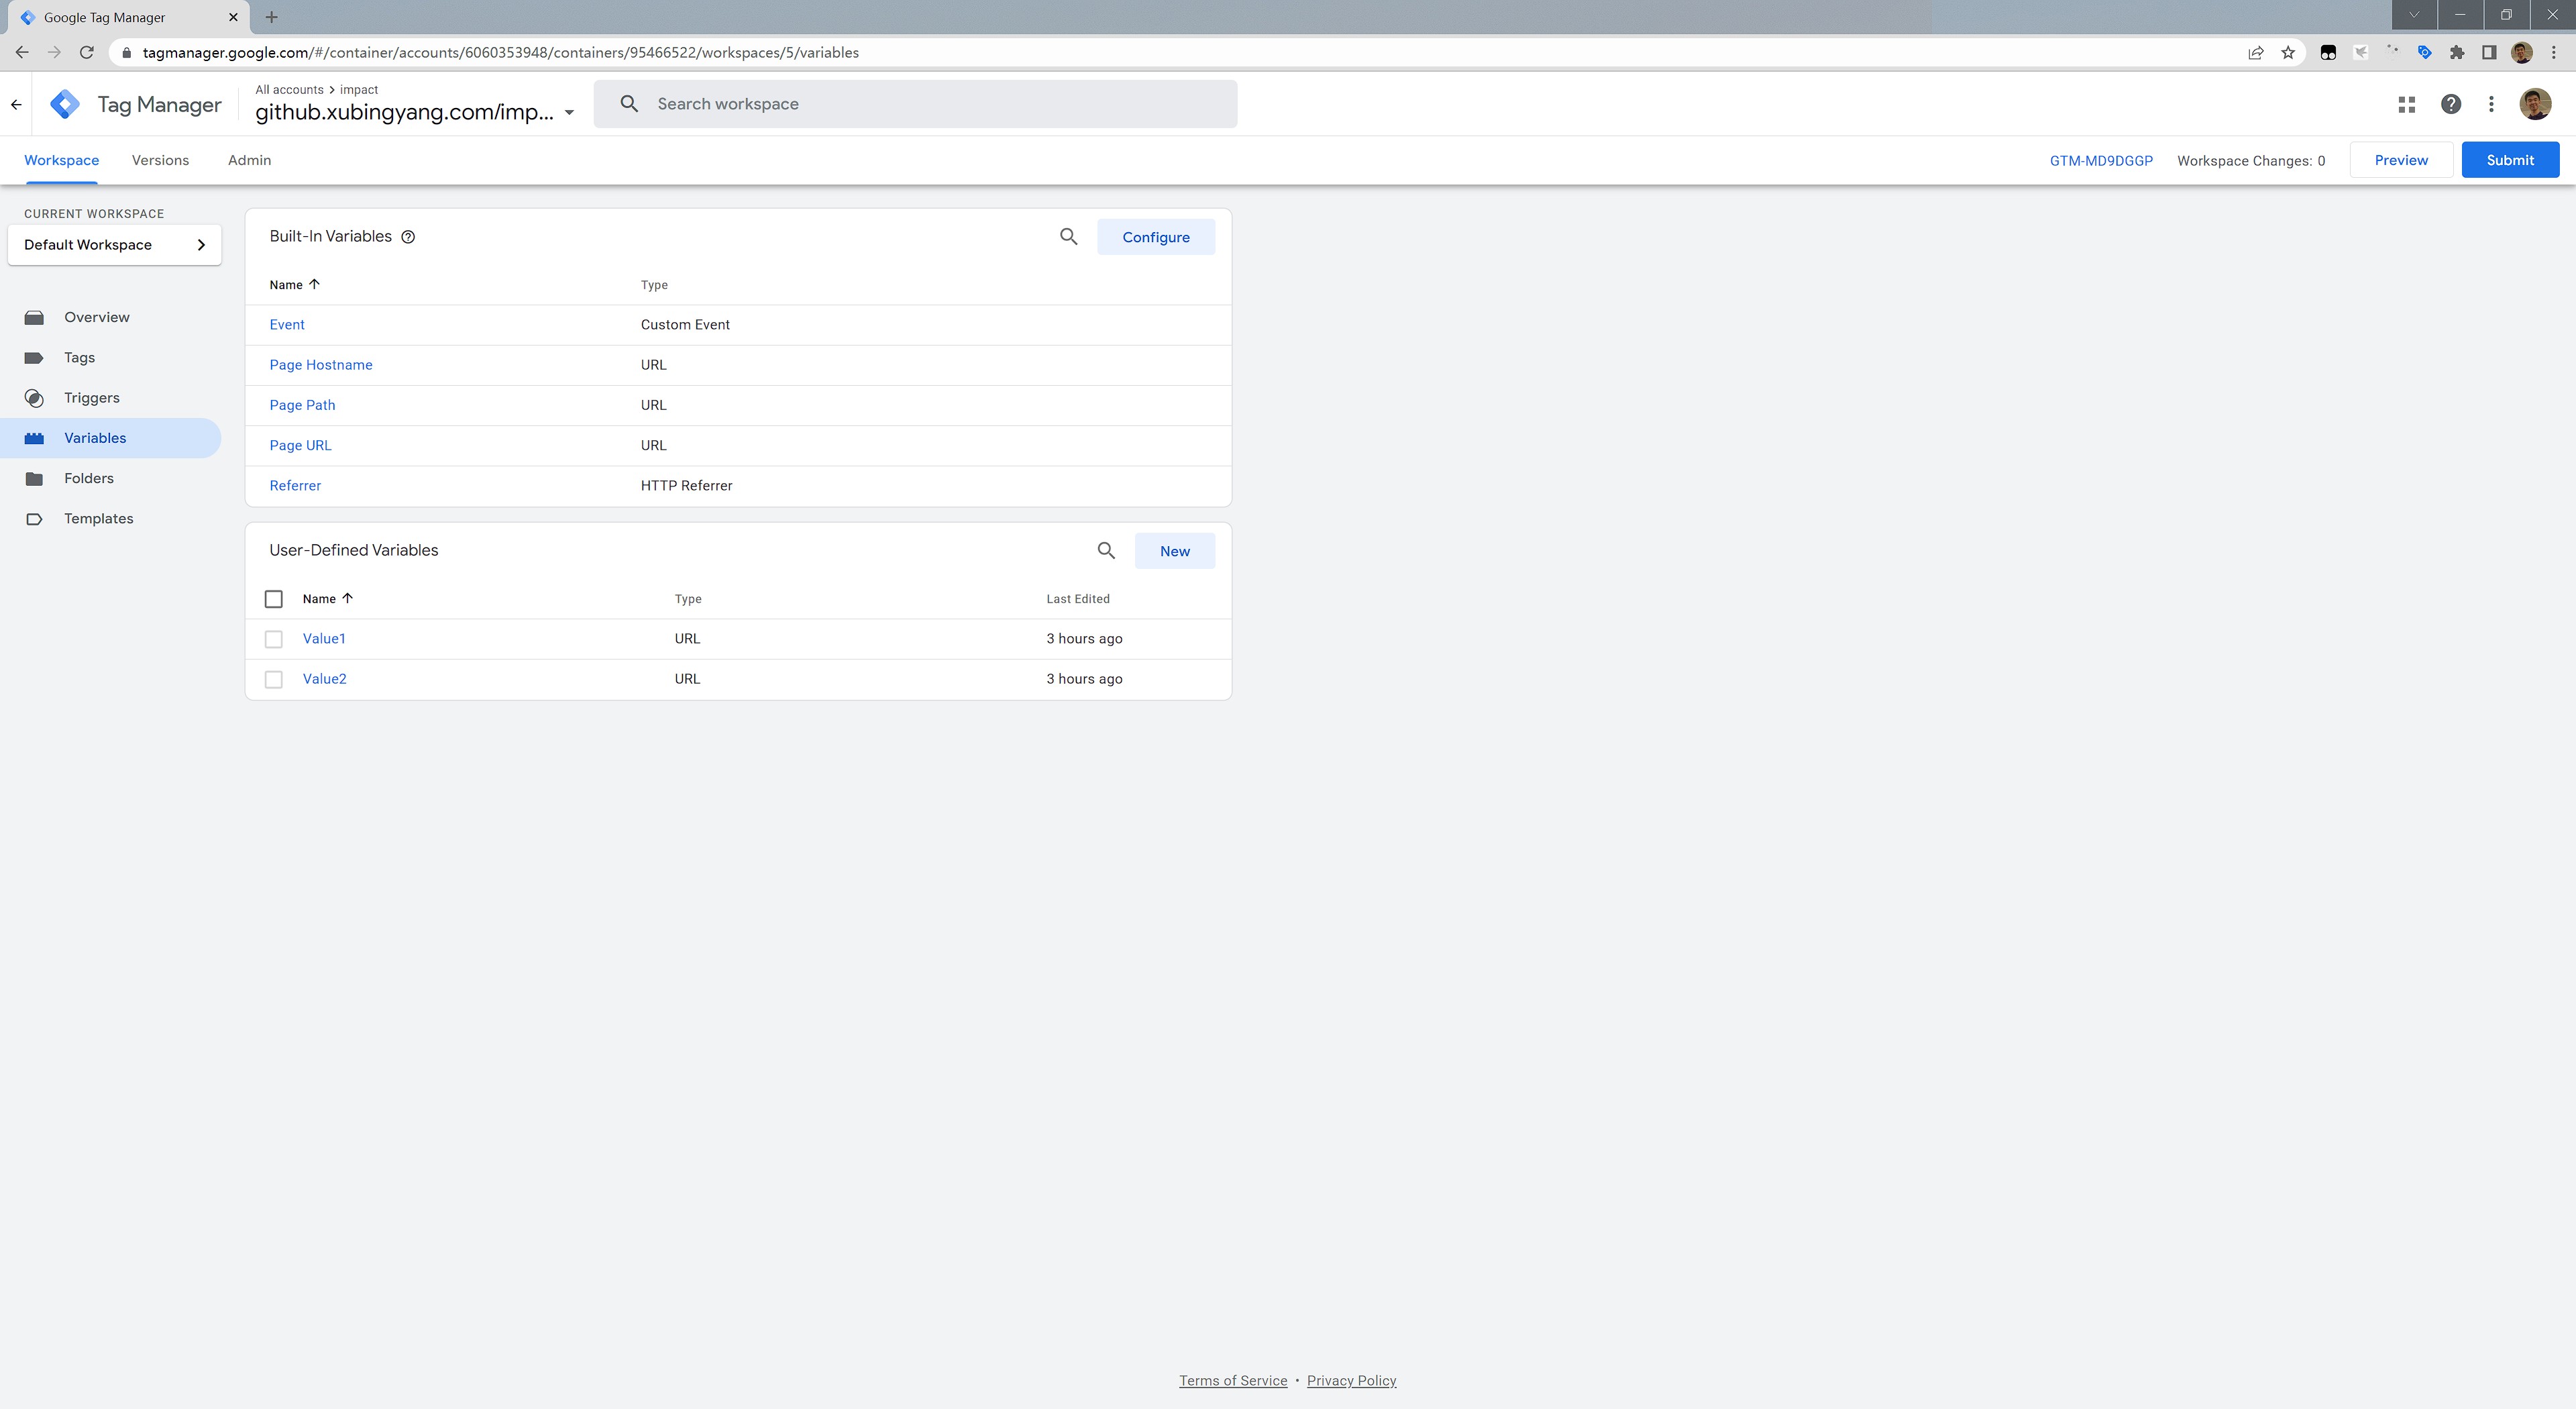 Google Tag Manager
tagmanager.google.com/#/container/accounts/6060353948/containers/95466522/workspaces/5/variables
Tag Manager
All accounts > impact
github.xubingyang.com/imp...
Search workspace
Workspace Versions Admin
GTM-MD9DGGP Workspace Changes: 0 Preview Submit
CURRENT WORKSPACE
Default Workspace
Overview
Tags
Triggers
Variables
Folders
Templates
Built-In Variables
Configure
Name Type
Event Custom Event
Page Hostname URL
Page Path URL
Page URL URL
Referrer HTTP Referrer
User-Defined Variables
New
Name Type Last Edited
Value1 URL 3 hours ago
Value2 URL 3 hours ago
Terms of Service • Privacy Policy